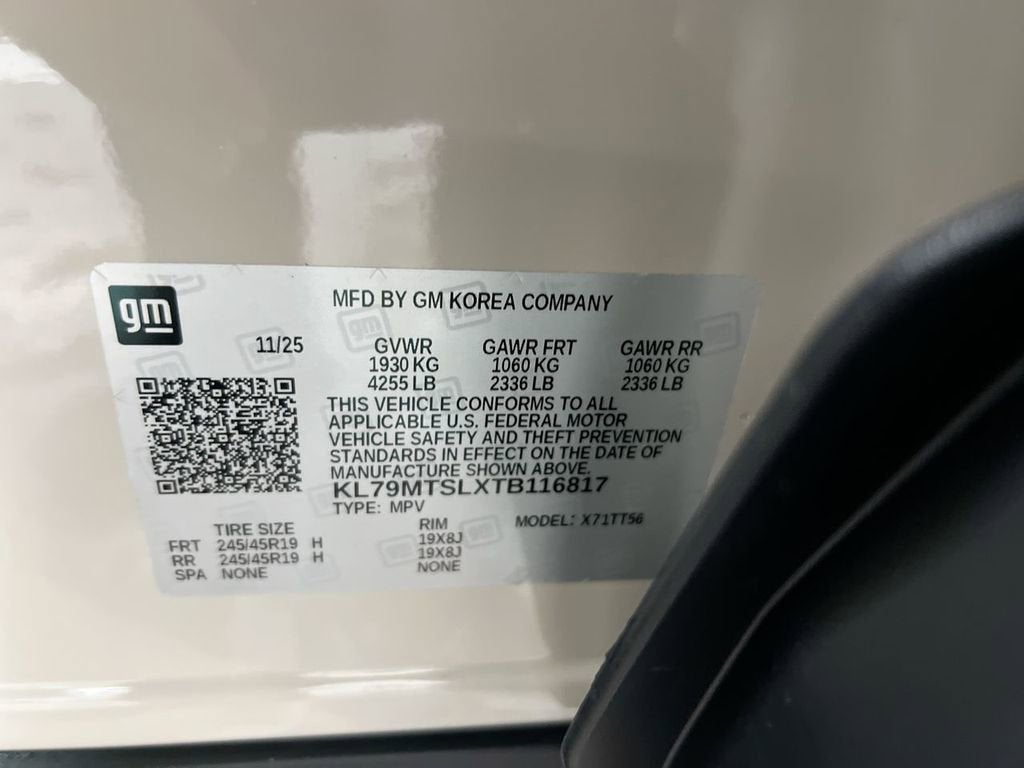 gm
MFD BY GM KOREA COMPANY
11/25 GVWR GAWR FRT GAWR RR
1930 KG 1060 KG 1060 KG
4255 LB 2336 LB 2336 LB
THIS VEHICLE CONFORMS TO ALL
APPLICABLE U.S. FEDERAL MOTOR
VEHICLE SAFETY AND THEFT PREVENTION
STANDARDS IN EFFECT ON THE DATE OF
MANUFACTURE SHOWN ABOVE.
KL79MTSLXTB116817
TYPE: MPV
TIRE SIZE RIM MODEL: X71TT56
FRT 245/45R19 H 19X8J
RR 245/45R19 H 19X8J
SPA NONE NONE